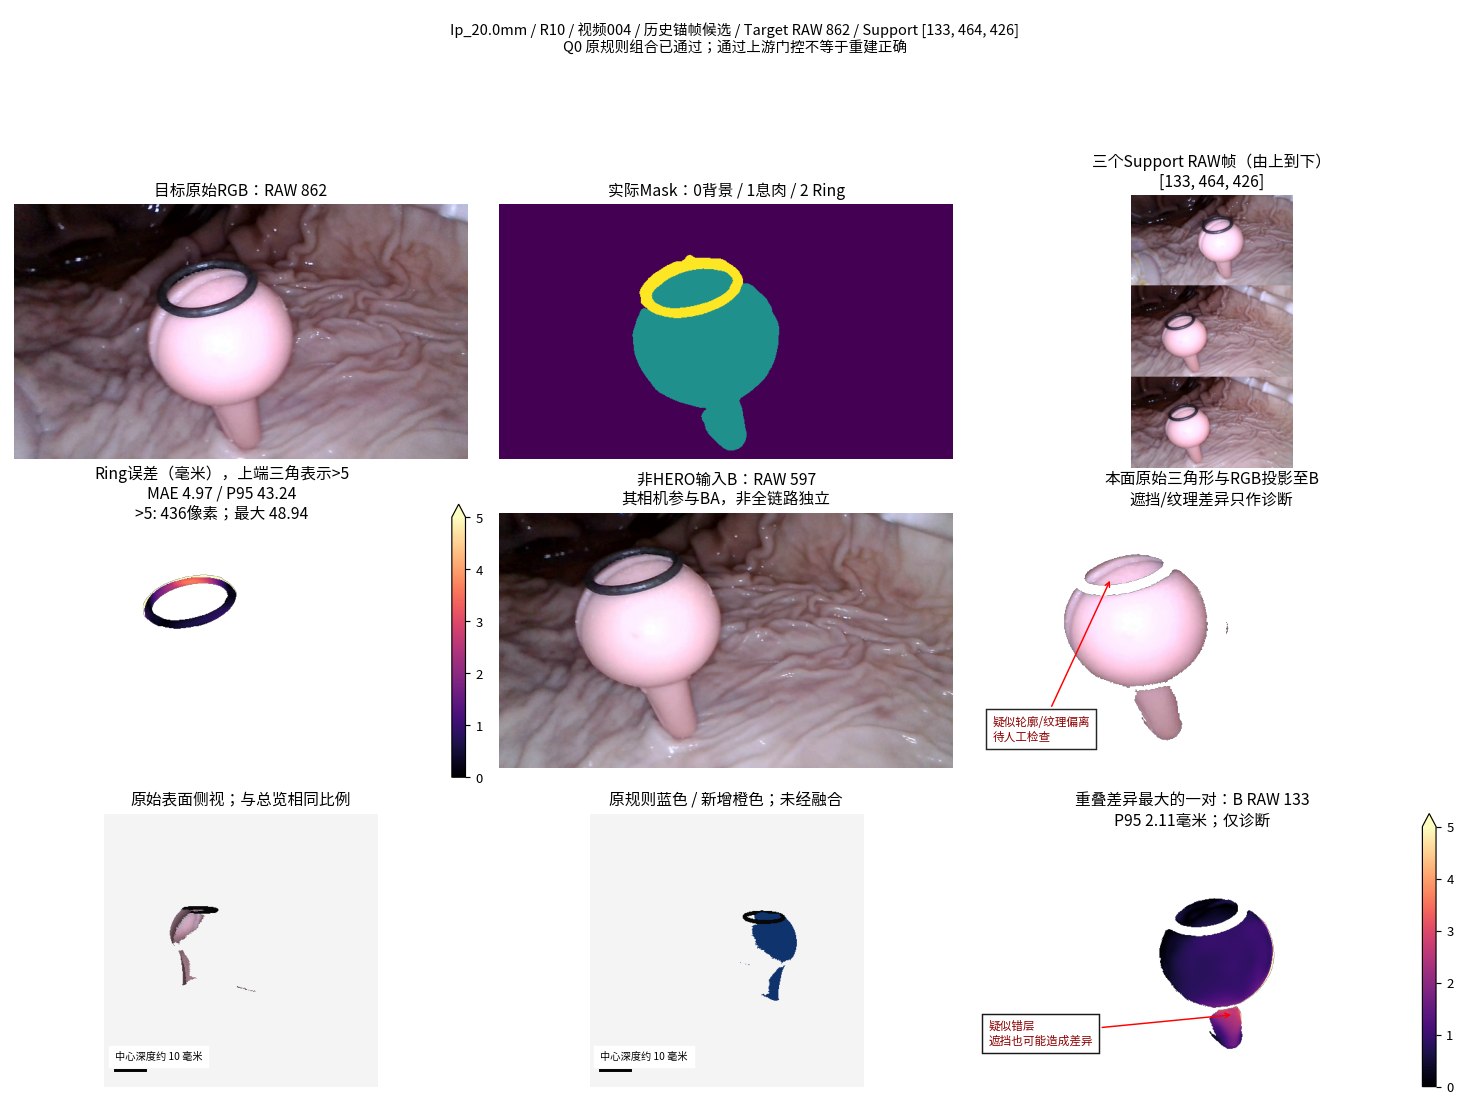 Ip_20.0mm / R10 / 视频004 / 历史锚帧候选 / Target RAW 862 / Support [133, 464, 426]
Q0 原规则组合已通过；通过上游门控不等于重建正确
目标原始RGB：RAW 862
实际Mask：0背景 / 1息肉 / 2 Ring
三个Support RAW帧（由上到下）
[133, 464, 426]
Ring误差（毫米），上端三角表示>5
MAE 4.97 / P95 43.24
>5: 436像素；最大 48.94
5
4
3
2
1
0
非HERO输入B：RAW 597
其相机参与BA，非全链路独立
本面原始三角形与RGB投影至B
遮挡/纹理差异只作诊断
疑似轮廓/纹理偏离
待人工检查
原始表面侧视；与总览相同比例
中心深度约 10 毫米
原规则蓝色 / 新增橙色；未经融合
中心深度约 10 毫米
重叠差异最大的一对：B RAW 133
P95 2.11毫米；仅诊断
疑似错层
遮挡也可能造成差异
5
4
3
2
1
0